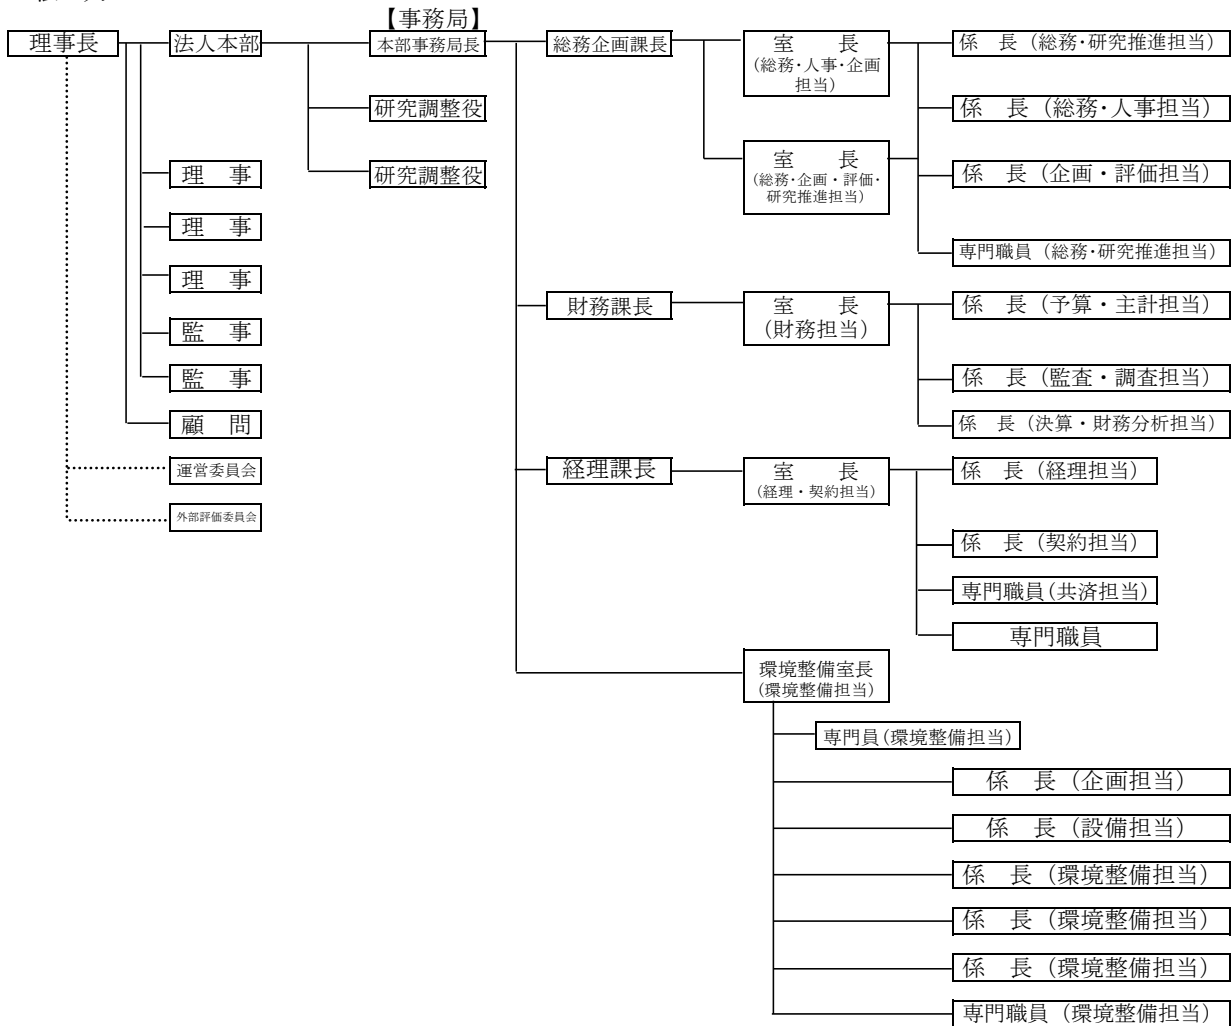 【事務局】
理事長
法人本部
本部事務局長
総務企画課長
室　長
(総務･人事･企画
担当)
係　長（総務･研究推進担当）
研究調整役
係　長（総務･人事担当）
研究調整役
室　長
(総務･企画・評価･
研究推進担当)
係　長（企画・評価担当）
専門職員（総務･研究推進担当）
理　事
理　事
理　事
監　事
監　事
顧　問
運営委員会
外部評価委員会
財務課長
室　長
(財務担当)
係　長（予算・主計担当）
係　長（監査・調査担当）
係　長（決算・財務分析担当）
経理課長
室　長
(経理・契約担当)
係　長（経理担当）
係　長（契約担当）
専門職員(共済担当)
専門職員
環境整備室長
(環境整備担当)
専門員(環境整備担当)
係　長（企画担当）
係　長（設備担当）
係　長（環境整備担当）
係　長（環境整備担当）
係　長（環境整備担当）
専門職員（環境整備担当）